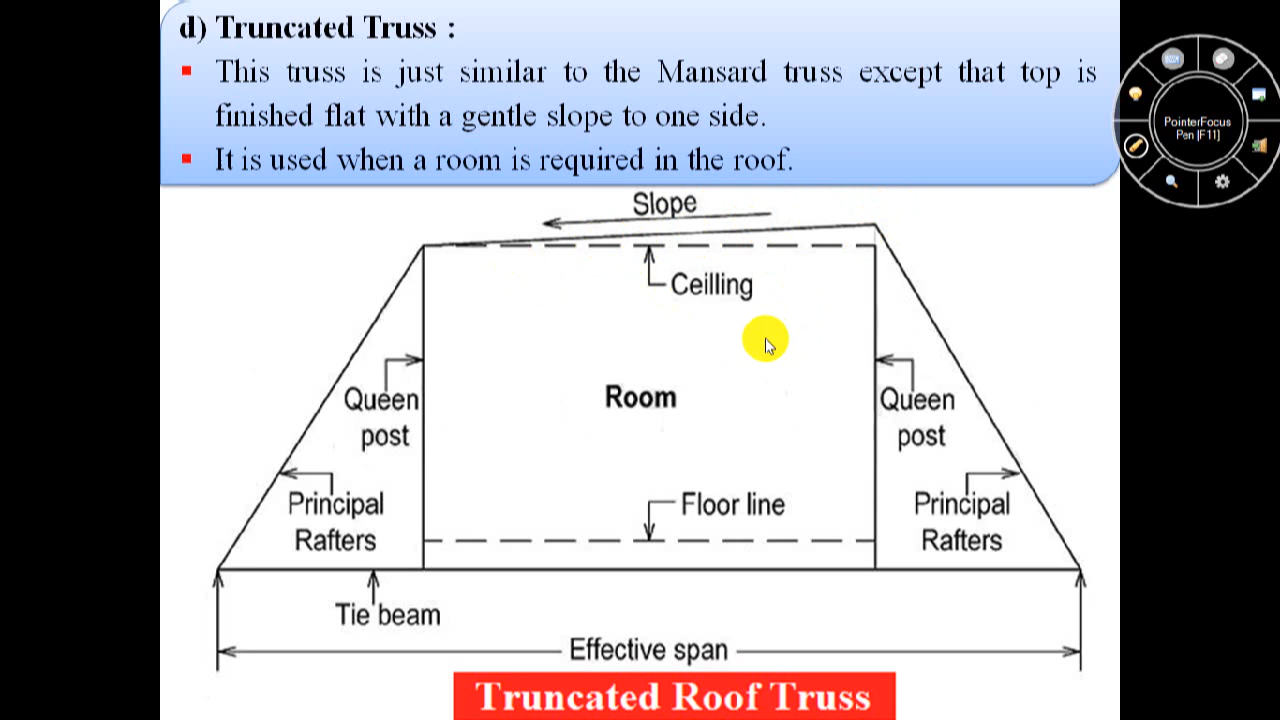 d) Truncated Truss :
▪ This truss is just similar to the Mansard truss except that top is
finished flat with a gentle slope to one side.
▪ It is used when a room is required in the roof.
PointerFocus
Pen [F11]
Slope
Ceilling
Room
Queen
post
Queen
post
Principal
Rafters
Floor line
Principal
Rafters
Tie beam
Effective span
Truncated Roof Truss